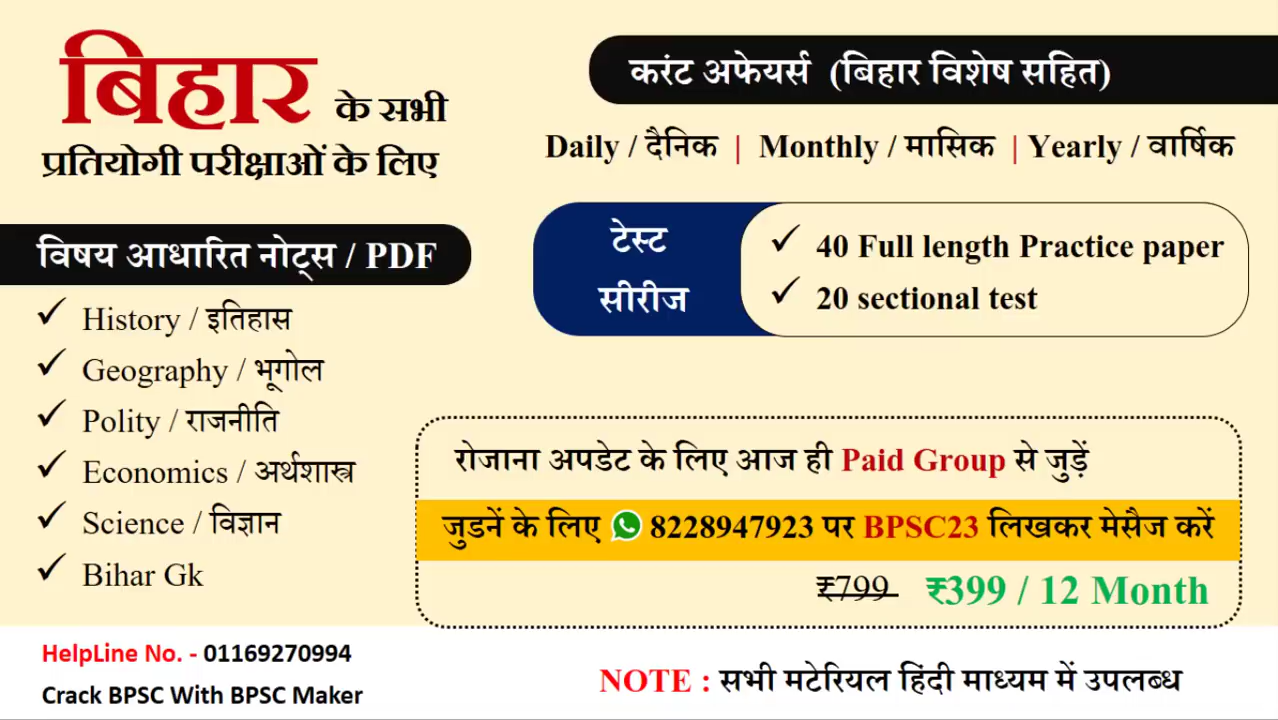 बिहार के सभी
प्रतियोगी परीक्षाओं के लिए
विषय आधारित नोट्स / PDF
✓ History / इतिहास
✓ Geography / भूगोल
✓ Polity / राजनीति
✓ Economics / अर्थशास्त्र
✓ Science / विज्ञान
✓ Bihar Gk
करंट अफेयर्स (बिहार विशेष सहित)
Daily / दैनिक | Monthly / मासिक | Yearly / वार्षिक
टेस्ट
सीरीज
✓ 40 Full length Practice paper
✓ 20 sectional test
रोजाना अपडेट के लिए आज ही Paid Group से जुड़ें
जुडनें के लिए 8228947923 पर BPSC23 लिखकर मेसैज करें
₹799 ₹399 / 12 Month
HelpLine No. - 01169270994
Crack BPSC With BPSC Maker
NOTE : सभी मटेरियल हिंदी माध्यम में उपलब्ध